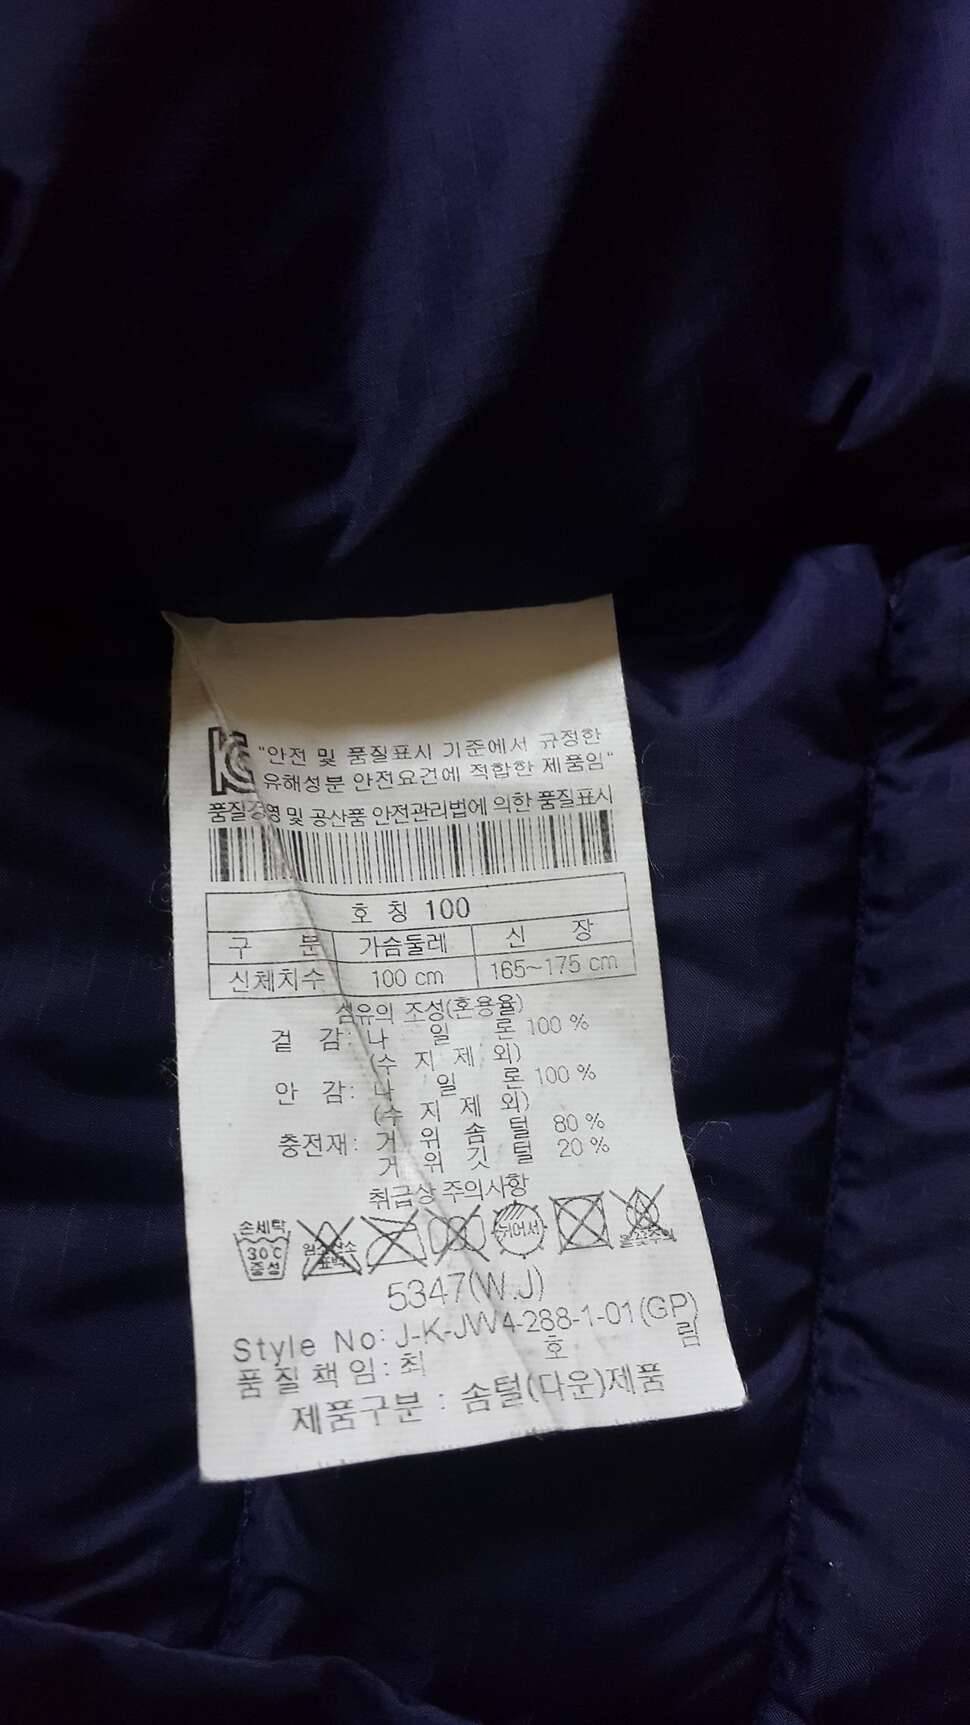 KC "안전 및 품질표시 기준에서 규정한
유해성분 안전요건에 적합한 제품임"
품질경영 및 공산품 안전관리법에 의한 품질표시
호 칭 100
구 분 가슴둘레 신 장
신체치수 100 cm 165~175 cm
섬유의 조성(혼용율)
겉 감: 나 일 론 100 %
(수 지 제 외)
안 감: 나 일 론 100 %
(수 지 제 외)
충전재: 거 위 솜 털 80 %
거 위 깃 털 20 %
취급상 주의사항
손세탁
30℃
중성
뉘어서
5347(W.J)
Style No: J-K-JW4-288-1-01(GP)
품 질 책 임 : 최 호 림
제품구분 : 솜털(다운)제품